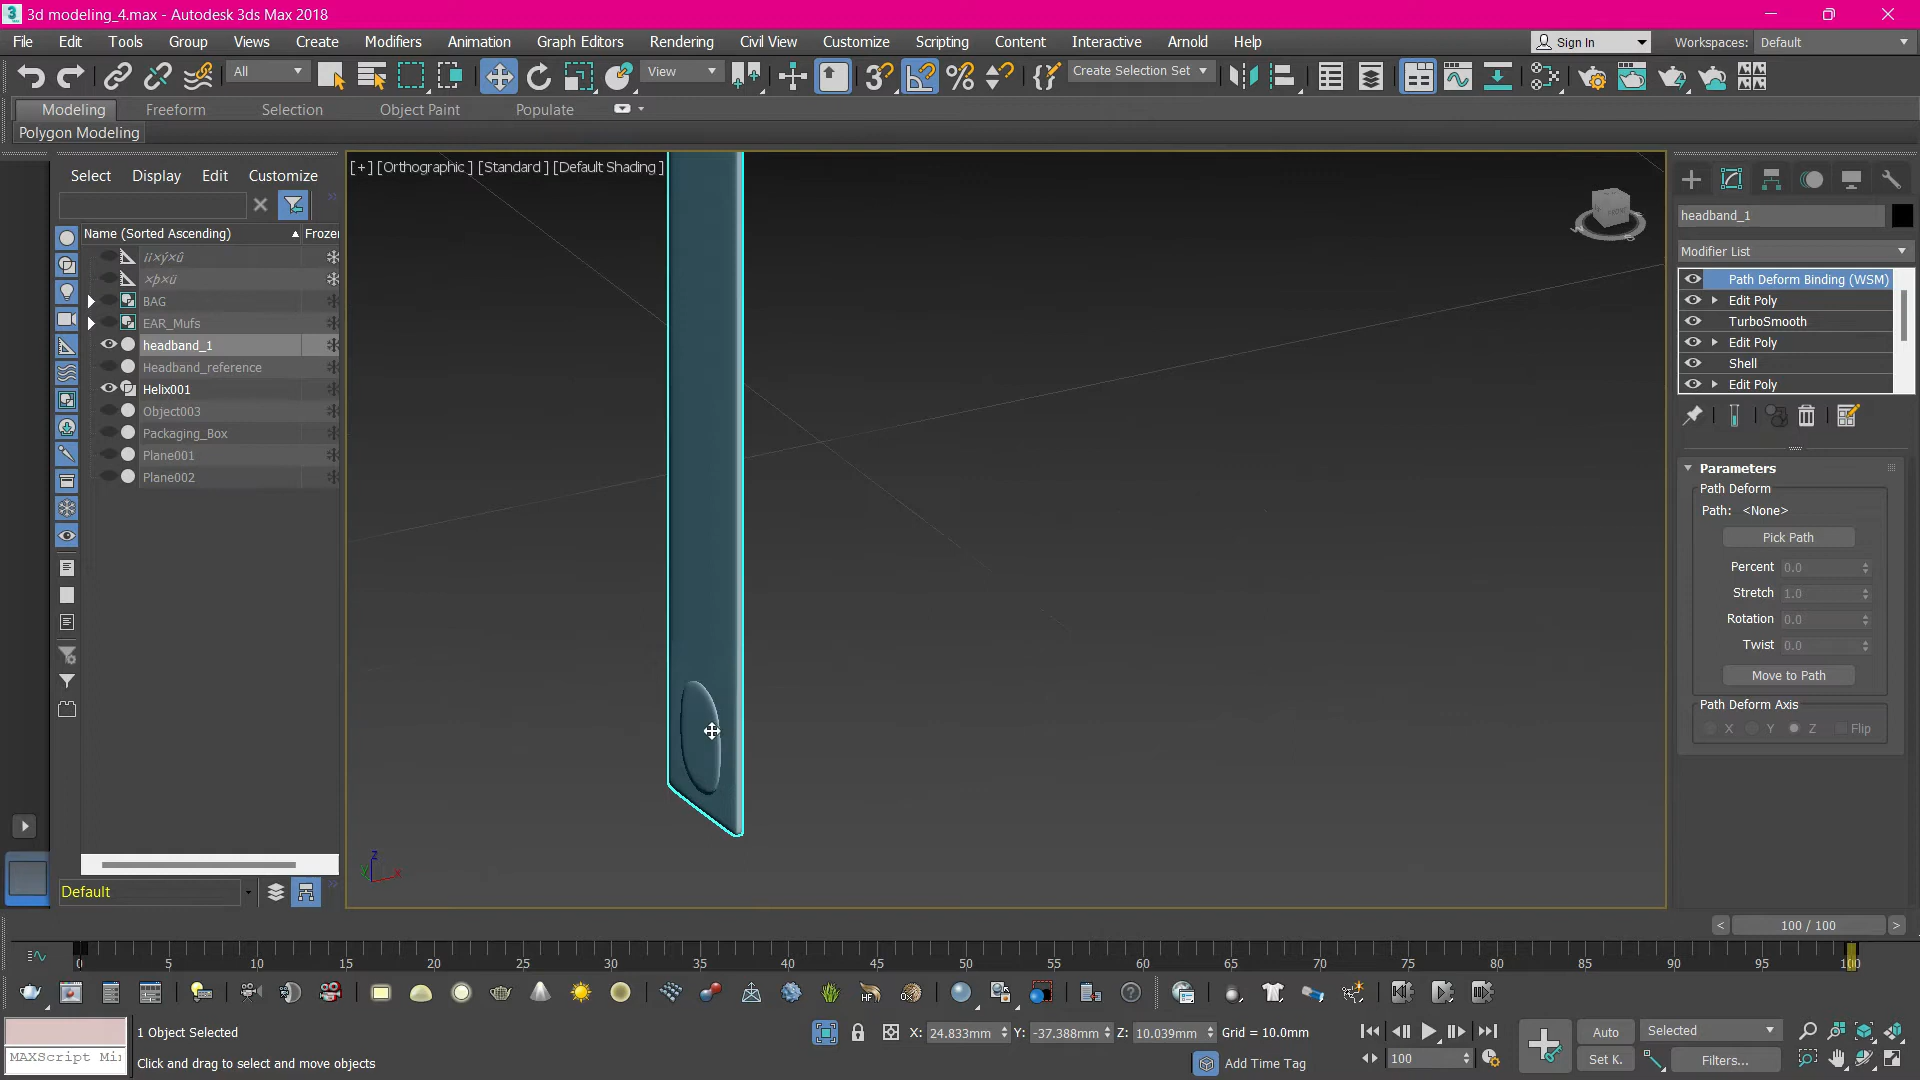 3d modeling_4.max - Autodesk 3ds Max 2018
File Edit Tools Group Views Create Modifiers Animation Graph Editors Rendering Civil View Customize Scripting Content Interactive Arnold Help Sign In Workspaces: Default
All View Create Selection Set
Modeling Freeform Selection Object Paint Populate
Polygon Modeling
Select Display Edit Customize
Name (Sorted Ascending) Frozen
¡¡×ý×û
×þ×ü
BAG
EAR_Mufs
headband_1
Headband_reference
Helix001
Object003
Packaging_Box
Plane001
Plane002
Default
[+] [Orthographic ] [Standard ] [Default Shading ]
z
x
headband_1
Modifier List
Path Deform Binding (WSM)
Edit Poly
TurboSmooth
Edit Poly
Shell
Edit Poly
Parameters
Path Deform
Path: <None>
Pick Path
Percent 0.0
Stretch 1.0
Rotation 0.0
Twist 0.0
Move to Path
Path Deform Axis
X Y Z Flip
< 100 / 100 >
0 5 10 15 20 25 30 35 40 45 50 55 60 65 70 75 80 85 90 95 100
1 Object Selected X: 24.833mm Y: -37.388mm Z: 10.039mm Grid = 10.0mm Auto Selected
MAXScript Mi: Click and drag to select and move objects Add Time Tag 100 Set K. Filters...